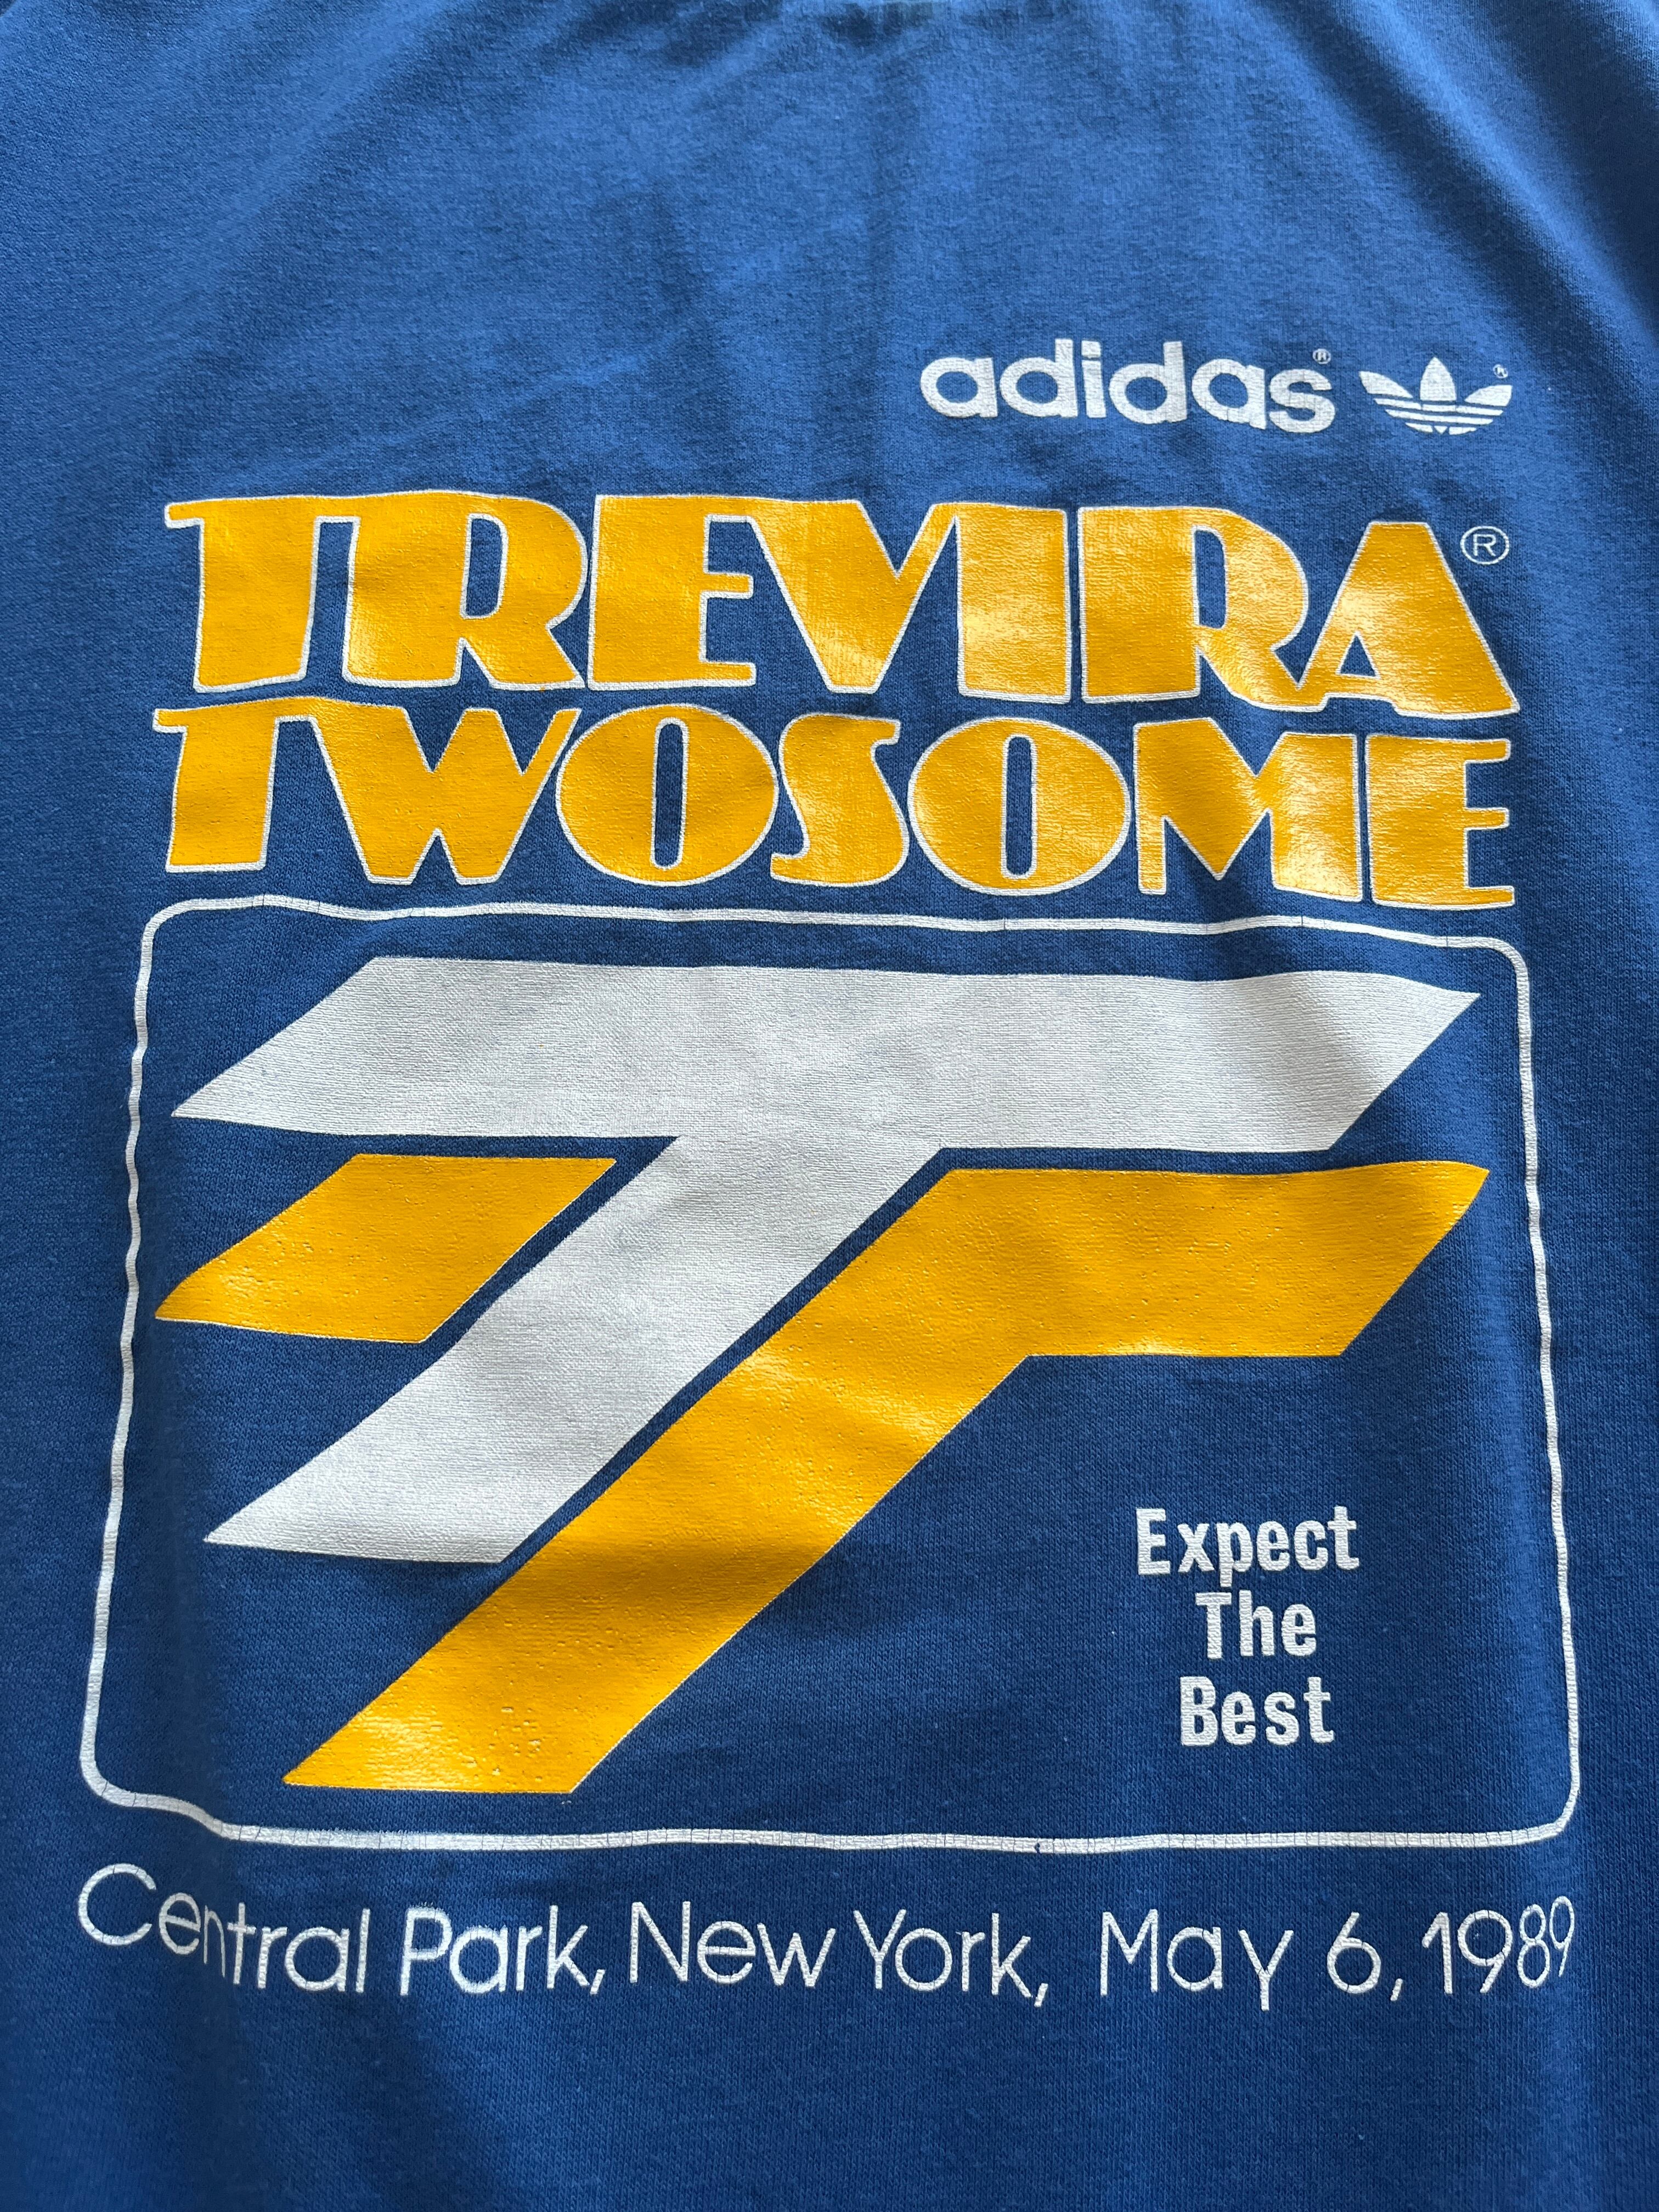 adidas®
TREVIRA®
TWOSOME
Expect
The
Best
Central Park, New York, May 6, 1989